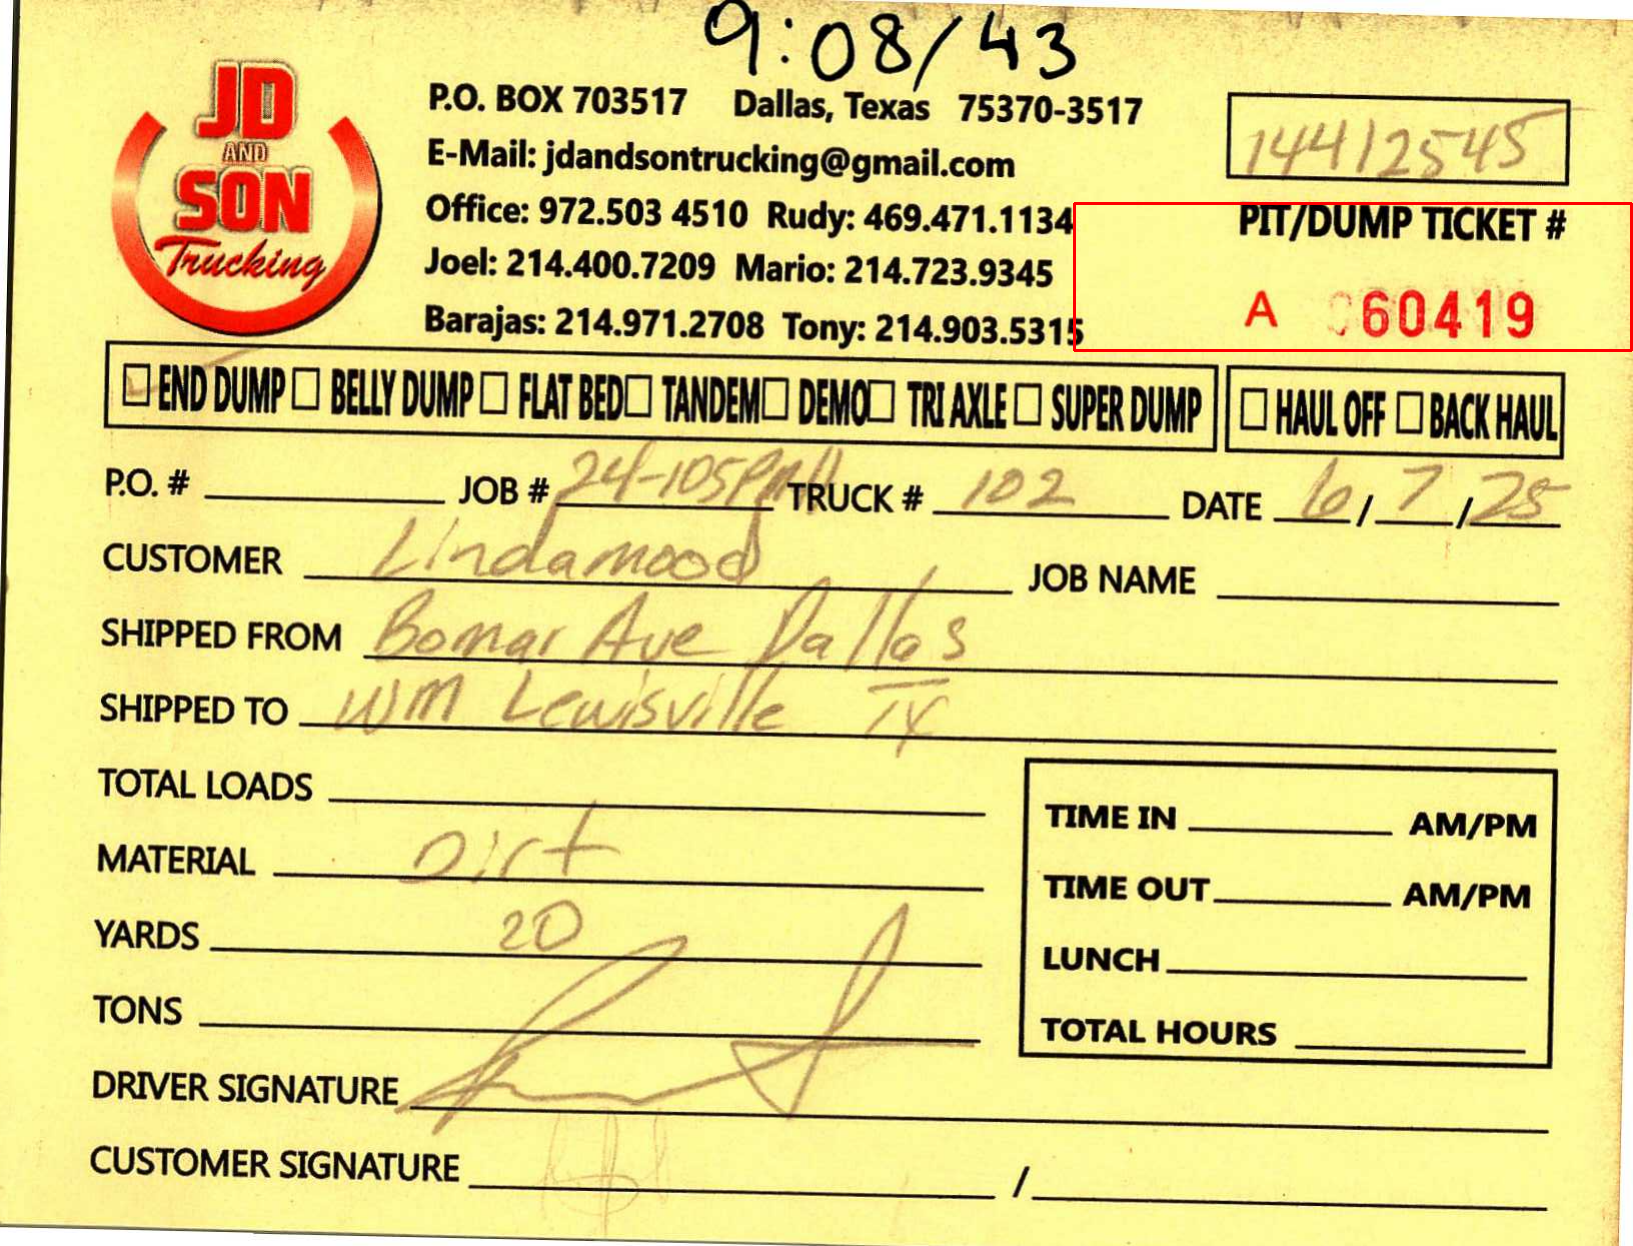 9:08/43
JD
AND
SON
Trucking
P.O. BOX 703517 Dallas, Texas 75370-3517
E-Mail: jdandsontrucking@gmail.com
Office: 972.503 4510 Rudy: 469.471.1134
Joel: 214.400.7209 Mario: 214.723.9345
Barajas: 214.971.2708 Tony: 214.903.5315
14412545
PIT/DUMP TICKET #
A 060419
END DUMP BELLY DUMP FLAT BED TANDEM DEMO TRI AXLE SUPER DUMP HAUL OFF BACK HAUL
P.O. # JOB # 24-105 TRUCK # 102 DATE 6/7/25
CUSTOMER Lindamood JOB NAME
SHIPPED FROM Bomar Ave Dallas
SHIPPED TO WM Lewisville TX
TOTAL LOADS
MATERIAL Dirt
YARDS 20
TONS
TIME IN AM/PM
TIME OUT AM/PM
LUNCH
TOTAL HOURS
DRIVER SIGNATURE
CUSTOMER SIGNATURE /